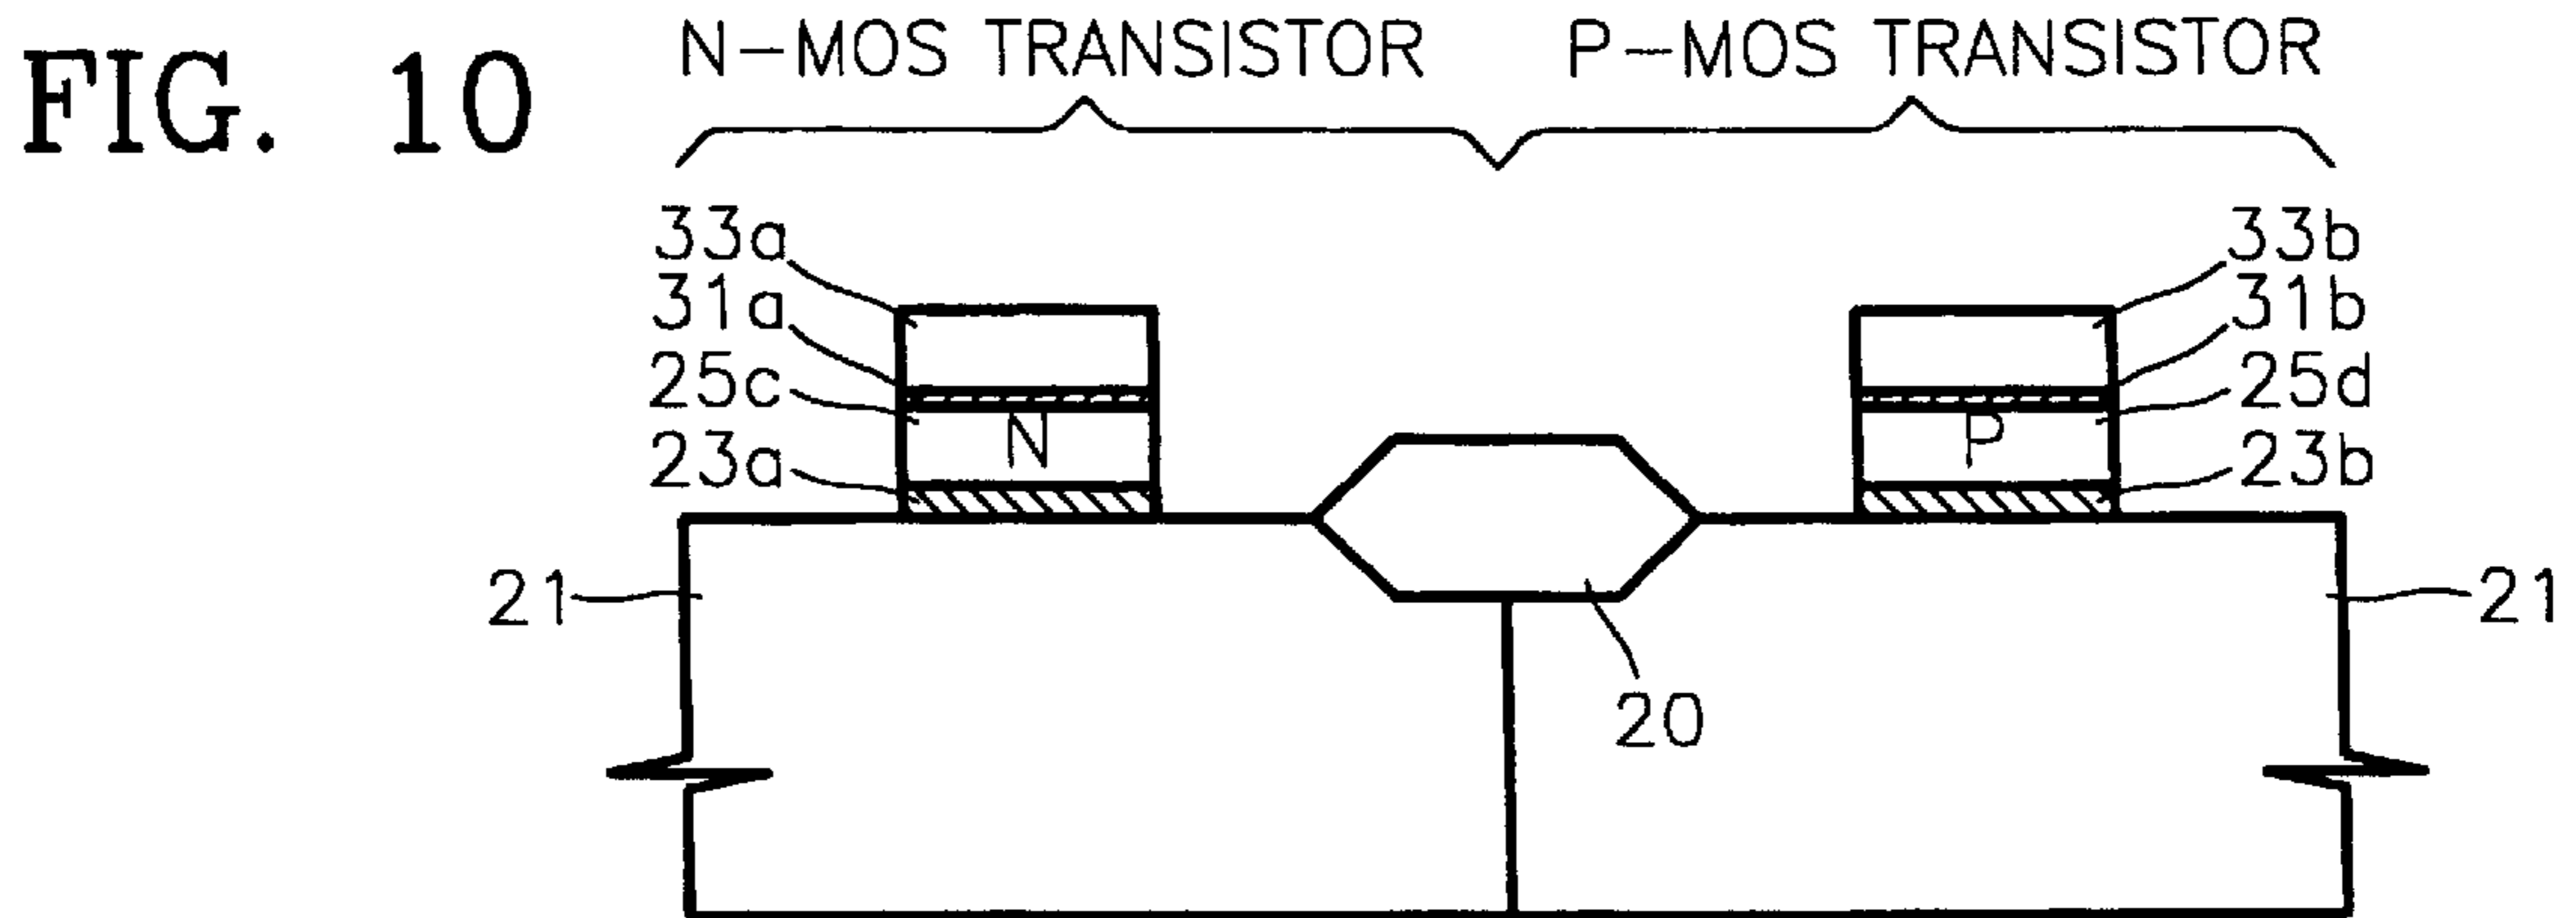 FIG. 10
N-MOS TRANSISTOR P-MOS TRANSISTOR
33a 33b
31a 31b
25c 25d
N P
23a 23b
21 21
20